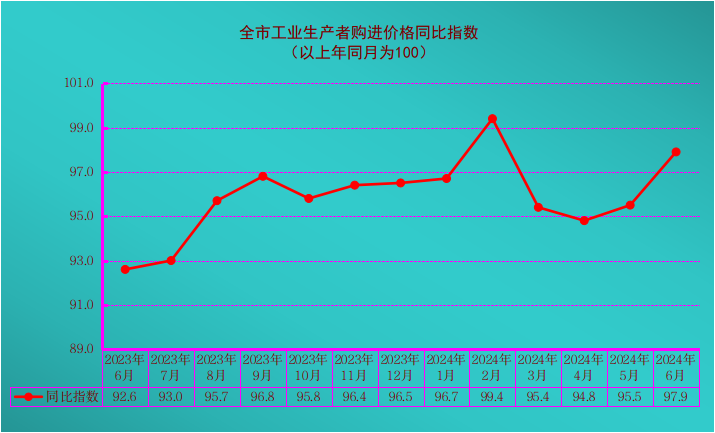 全市工业生产者购进价格同比指数
（以上年同月为100）
101.0
99.0
97.0
95.0
93.0
91.0
89.0
2023年 2023年 2023年 2023年 2023年 2023年 2023年 2024年 2024年 2024年 2024年 2024年 2024年
6月 7月 8月 9月 10月 11月 12月 1月 2月 3月 4月 5月 6月
同比指数 92.6 93.0 95.7 96.8 95.8 96.4 96.5 96.7 99.4 95.4 94.8 95.5 97.9